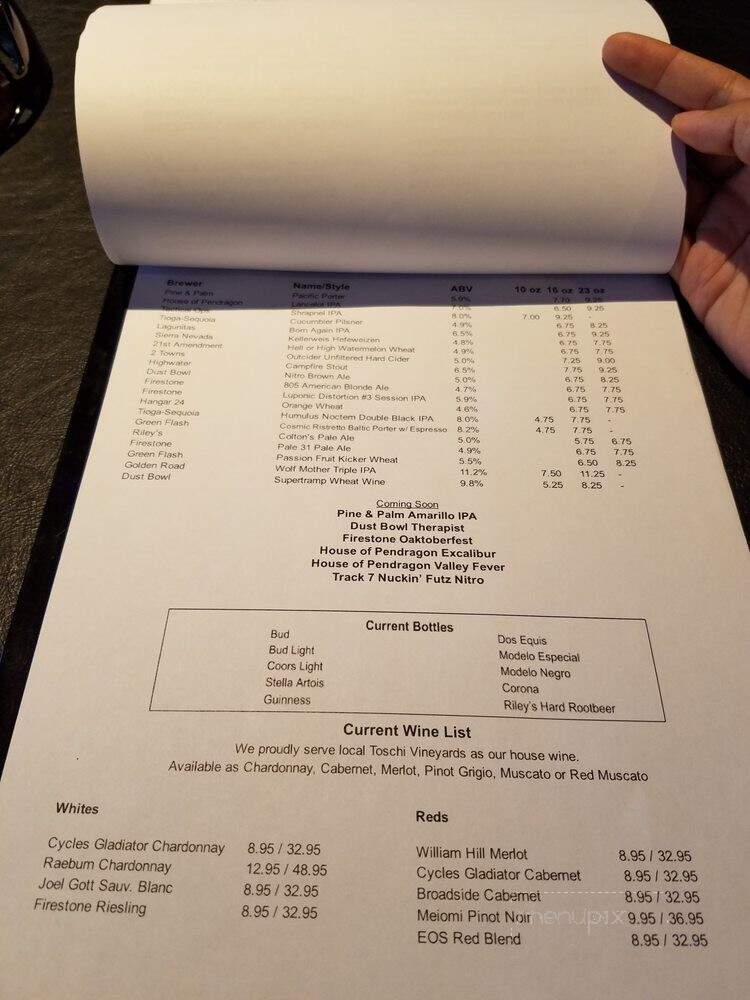 Brewer Name/Style ABV 10 oz 16 oz 23 oz
Pine & Palm Pacific Porter 5.0% 9.25
House of Pendragon Lancelot IPA 7.0% 6.50 9.25
Tactical Ops Shrapnel IPA 8.0% 7.00 9.25 -
Tioga-Sequoia Cucumbier Pilsner 4.9% 6.75 8.25
Lagunitas Born Again IPA 6.5% 6.75 9.25
Sierra Nevada Kellerweis Hefeweizen 4.8% 6.75 7.75
21st Amendment Hell or High Watermelon Wheat 4.9% 6.75 7.75
2 Towns Outcider Unfiltered Hard Cider 5.0% 7.25 9.00
Highwater Campfire Stout 6.5% 7.75 9.25
Dust Bowl Nitro Brown Ale 5.0% 6.75 8.25
Firestone 805 American Blonde Ale 4.7% 6.75 7.75
Firestone Luponic Distortion #3 Session IPA 5.9% 6.75 7.75
Hangar 24 Orange Wheat 4.6% 6.75 7.75
Tioga-Sequoia Humulus Noctem Double Black IPA 8.0% 4.75 7.75 -
Green Flash Cosmic Ristretto Baltic Porter w/ Espresso 8.2% 4.75 7.75 -
Riley's Colton's Pale Ale 5.0% 5.75 6.75
Firestone Pale 31 Pale Ale 4.9% 6.75 7.75
Green Flash Passion Fruit Kicker Wheat 5.5% 6.50 8.25
Golden Road Wolf Mother Triple IPA 11.2% 7.50 11.25 -
Dust Bowl Supertramp Wheat Wine 9.8% 5.25 8.25 -
Coming Soon
Pine & Palm Amarillo IPA
Dust Bowl Therapist
Firestone Oaktoberfest
House of Pendragon Excalibur
House of Pendragon Valley Fever
Track 7 Nuckin' Futz Nitro
Current Bottles
Bud Dos Equis
Bud Light Modelo Especial
Coors Light Modelo Negro
Stella Artois Corona
Guinness Riley's Hard Rootbeer
Current Wine List
We proudly serve local Toschi Vineyards as our house wine.
Available as Chardonnay, Cabernet, Merlot, Pinot Grigio, Muscato or Red Muscato
Whites
Cycles Gladiator Chardonnay 8.95 / 32.95
Raeburn Chardonnay 12.95 / 48.95
Joel Gott Sauv. Blanc 8.95 / 32.95
Firestone Riesling 8.95 / 32.95
Reds
William Hill Merlot 8.95 / 32.95
Cycles Gladiator Cabernet 8.95 / 32.95
Broadside Cabernet 8.95 / 32.95
Meiomi Pinot Noir 9.95 / 36.95
EOS Red Blend 8.95 / 32.95
menupix